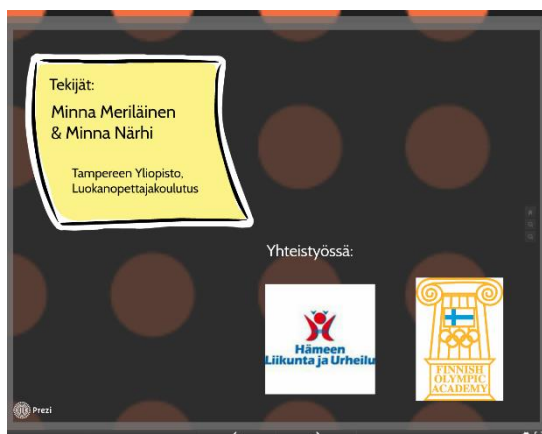 Tekijät:
Minna Meriläinen
& Minna Närhi
Tampereen Yliopisto,
Luokanopettajakoulutus
Yhteistyössä:
Hämeen
Liikunta ja Urheilu
FINNISH
OLYMPIC
ACADEMY
Prezi